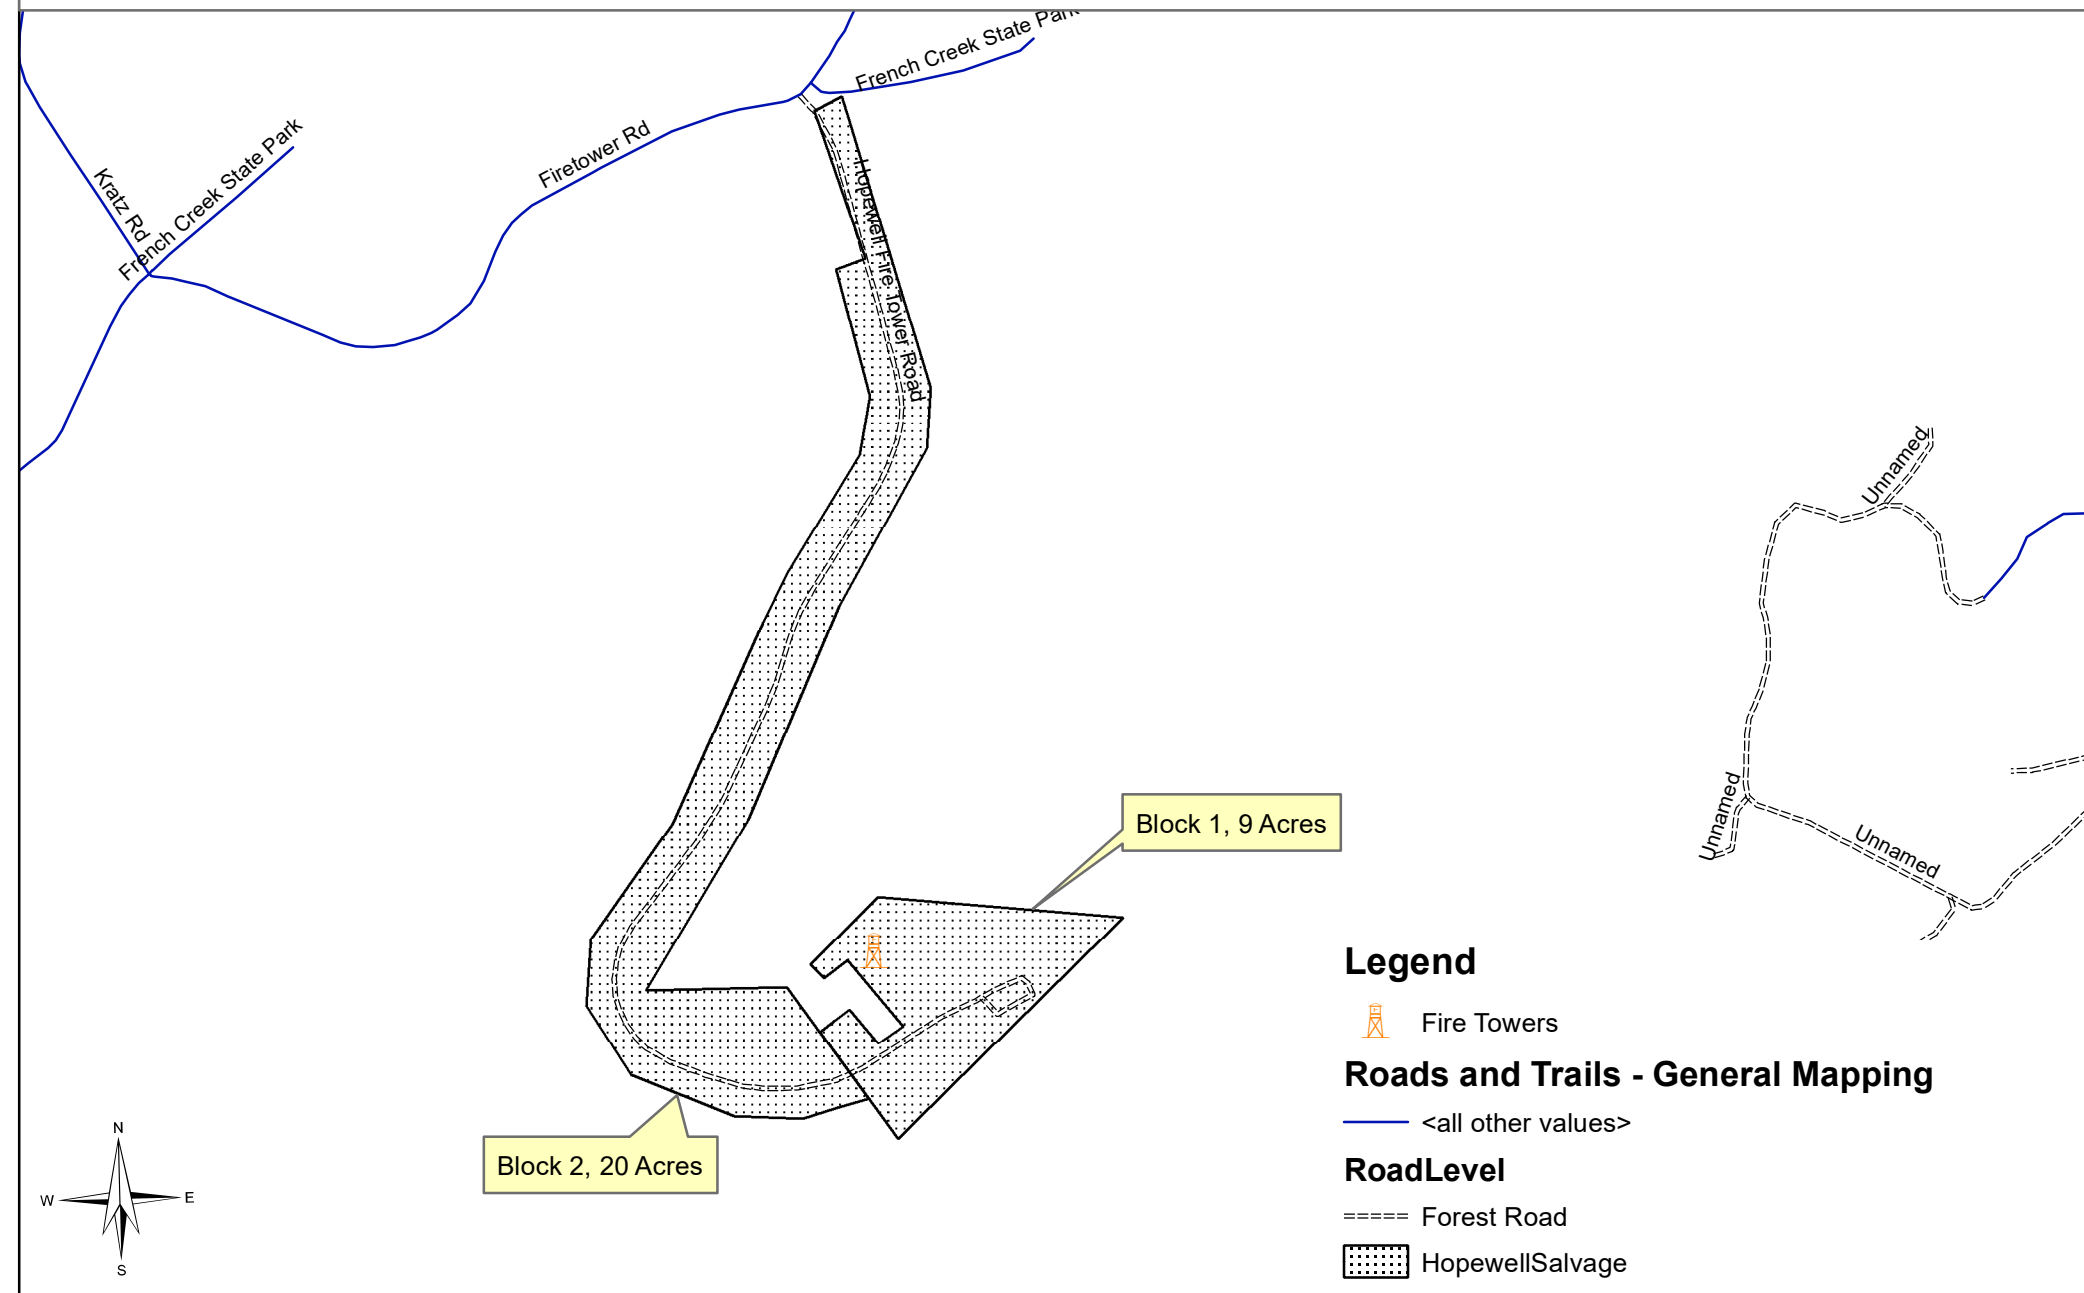 French Creek State Park
Firetower Rd
Kratz Rd
French Creek State Park
Hopewell Fire Tower Road
Unnamed
Unnamed
Unnamed
Block 1, 9 Acres
Block 2, 20 Acres
N
W
E
S
Legend
Fire Towers
Roads and Trails - General Mapping
<all other values>
RoadLevel
Forest Road
HopewellSalvage